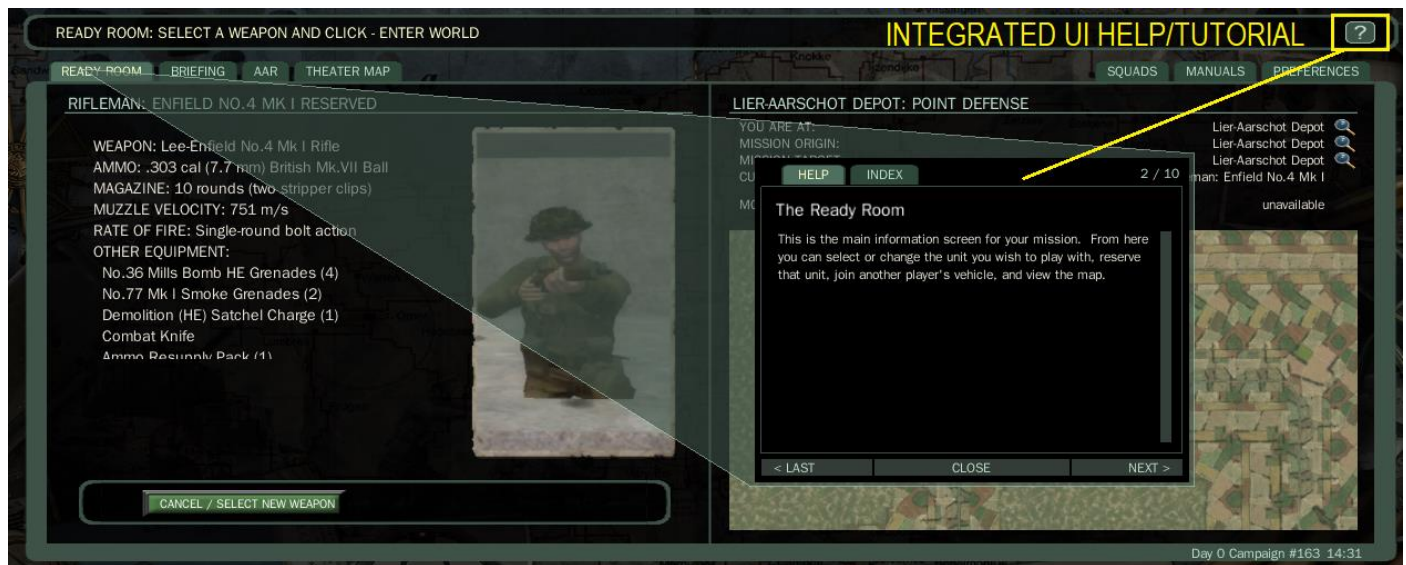 READY ROOM: SELECT A WEAPON AND CLICK - ENTER WORLD
INTEGRATED UI HELP/TUTORIAL
?
READY ROOM
BRIEFING
AAR
THEATER MAP
SQUADS
MANUALS
PREFERENCES
RIFLEMAN: ENFIELD NO.4 MK I RESERVED
WEAPON: Lee-Enfield No.4 Mk I Rifle
AMMO: .303 cal (7.7 mm) British Mk.VII Ball
MAGAZINE: 10 rounds (two stripper clips)
MUZZLE VELOCITY: 751 m/s
RATE OF FIRE: Single-round bolt action
OTHER EQUIPMENT:
No.36 Mills Bomb HE Grenades (4)
No.77 Mk I Smoke Grenades (2)
Demolition (HE) Satchel Charge (1)
Combat Knife
Ammo Resupply Pack (1)
CANCEL / SELECT NEW WEAPON
LIER-AARSCHOT DEPOT: POINT DEFENSE
YOU ARE AT: Lier-Aarschot Depot
MISSION ORIGIN: Lier-Aarschot Depot
MISSION TARGET Lier-Aarschot Depot
CU man: Enfield No.4 Mk I
MO unavailable
HELP
INDEX
2 / 10
The Ready Room
This is the main information screen for your mission. From here
you can select or change the unit you wish to play with, reserve
that unit, join another player's vehicle, and view the map.
< LAST
CLOSE
NEXT >
Day 0 Campaign #163 14:31